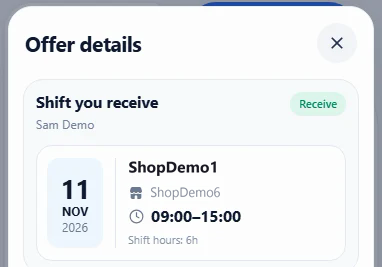 Offer details
Shift you receive
Receive
Sam Demo
11
NOV
2026
ShopDemo1
ShopDemo6
09:00–15:00
Shift hours: 6h